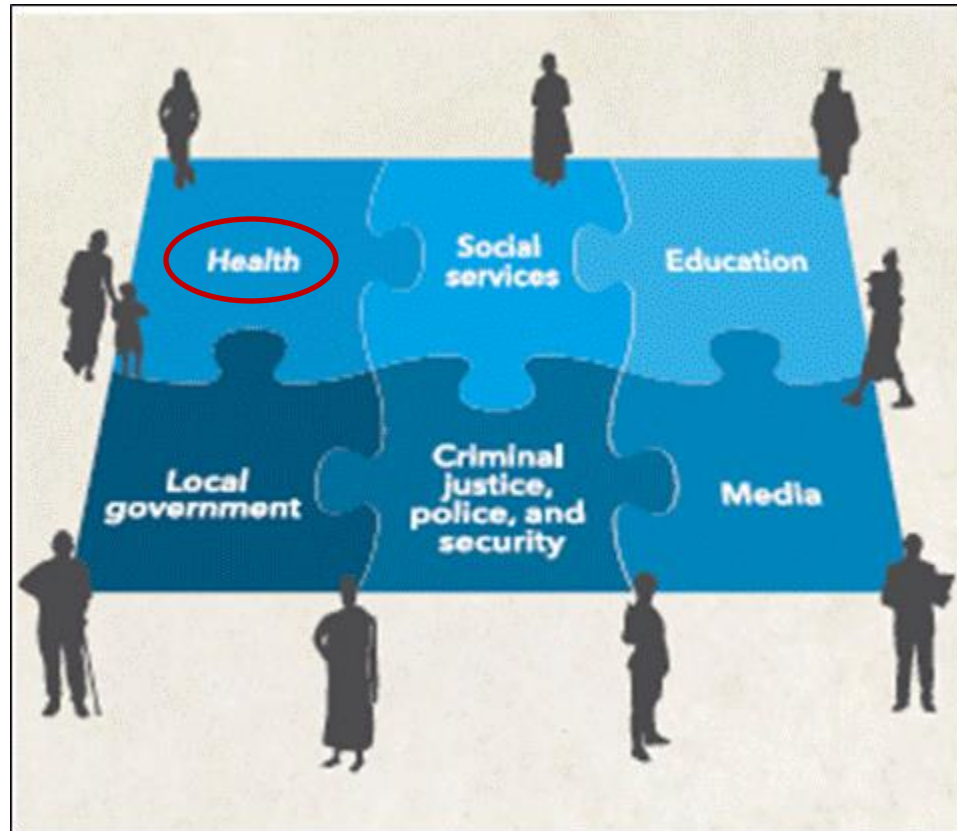 Health
Social
services
Education
Local
government
Criminal
justice,
police, and
security
Media